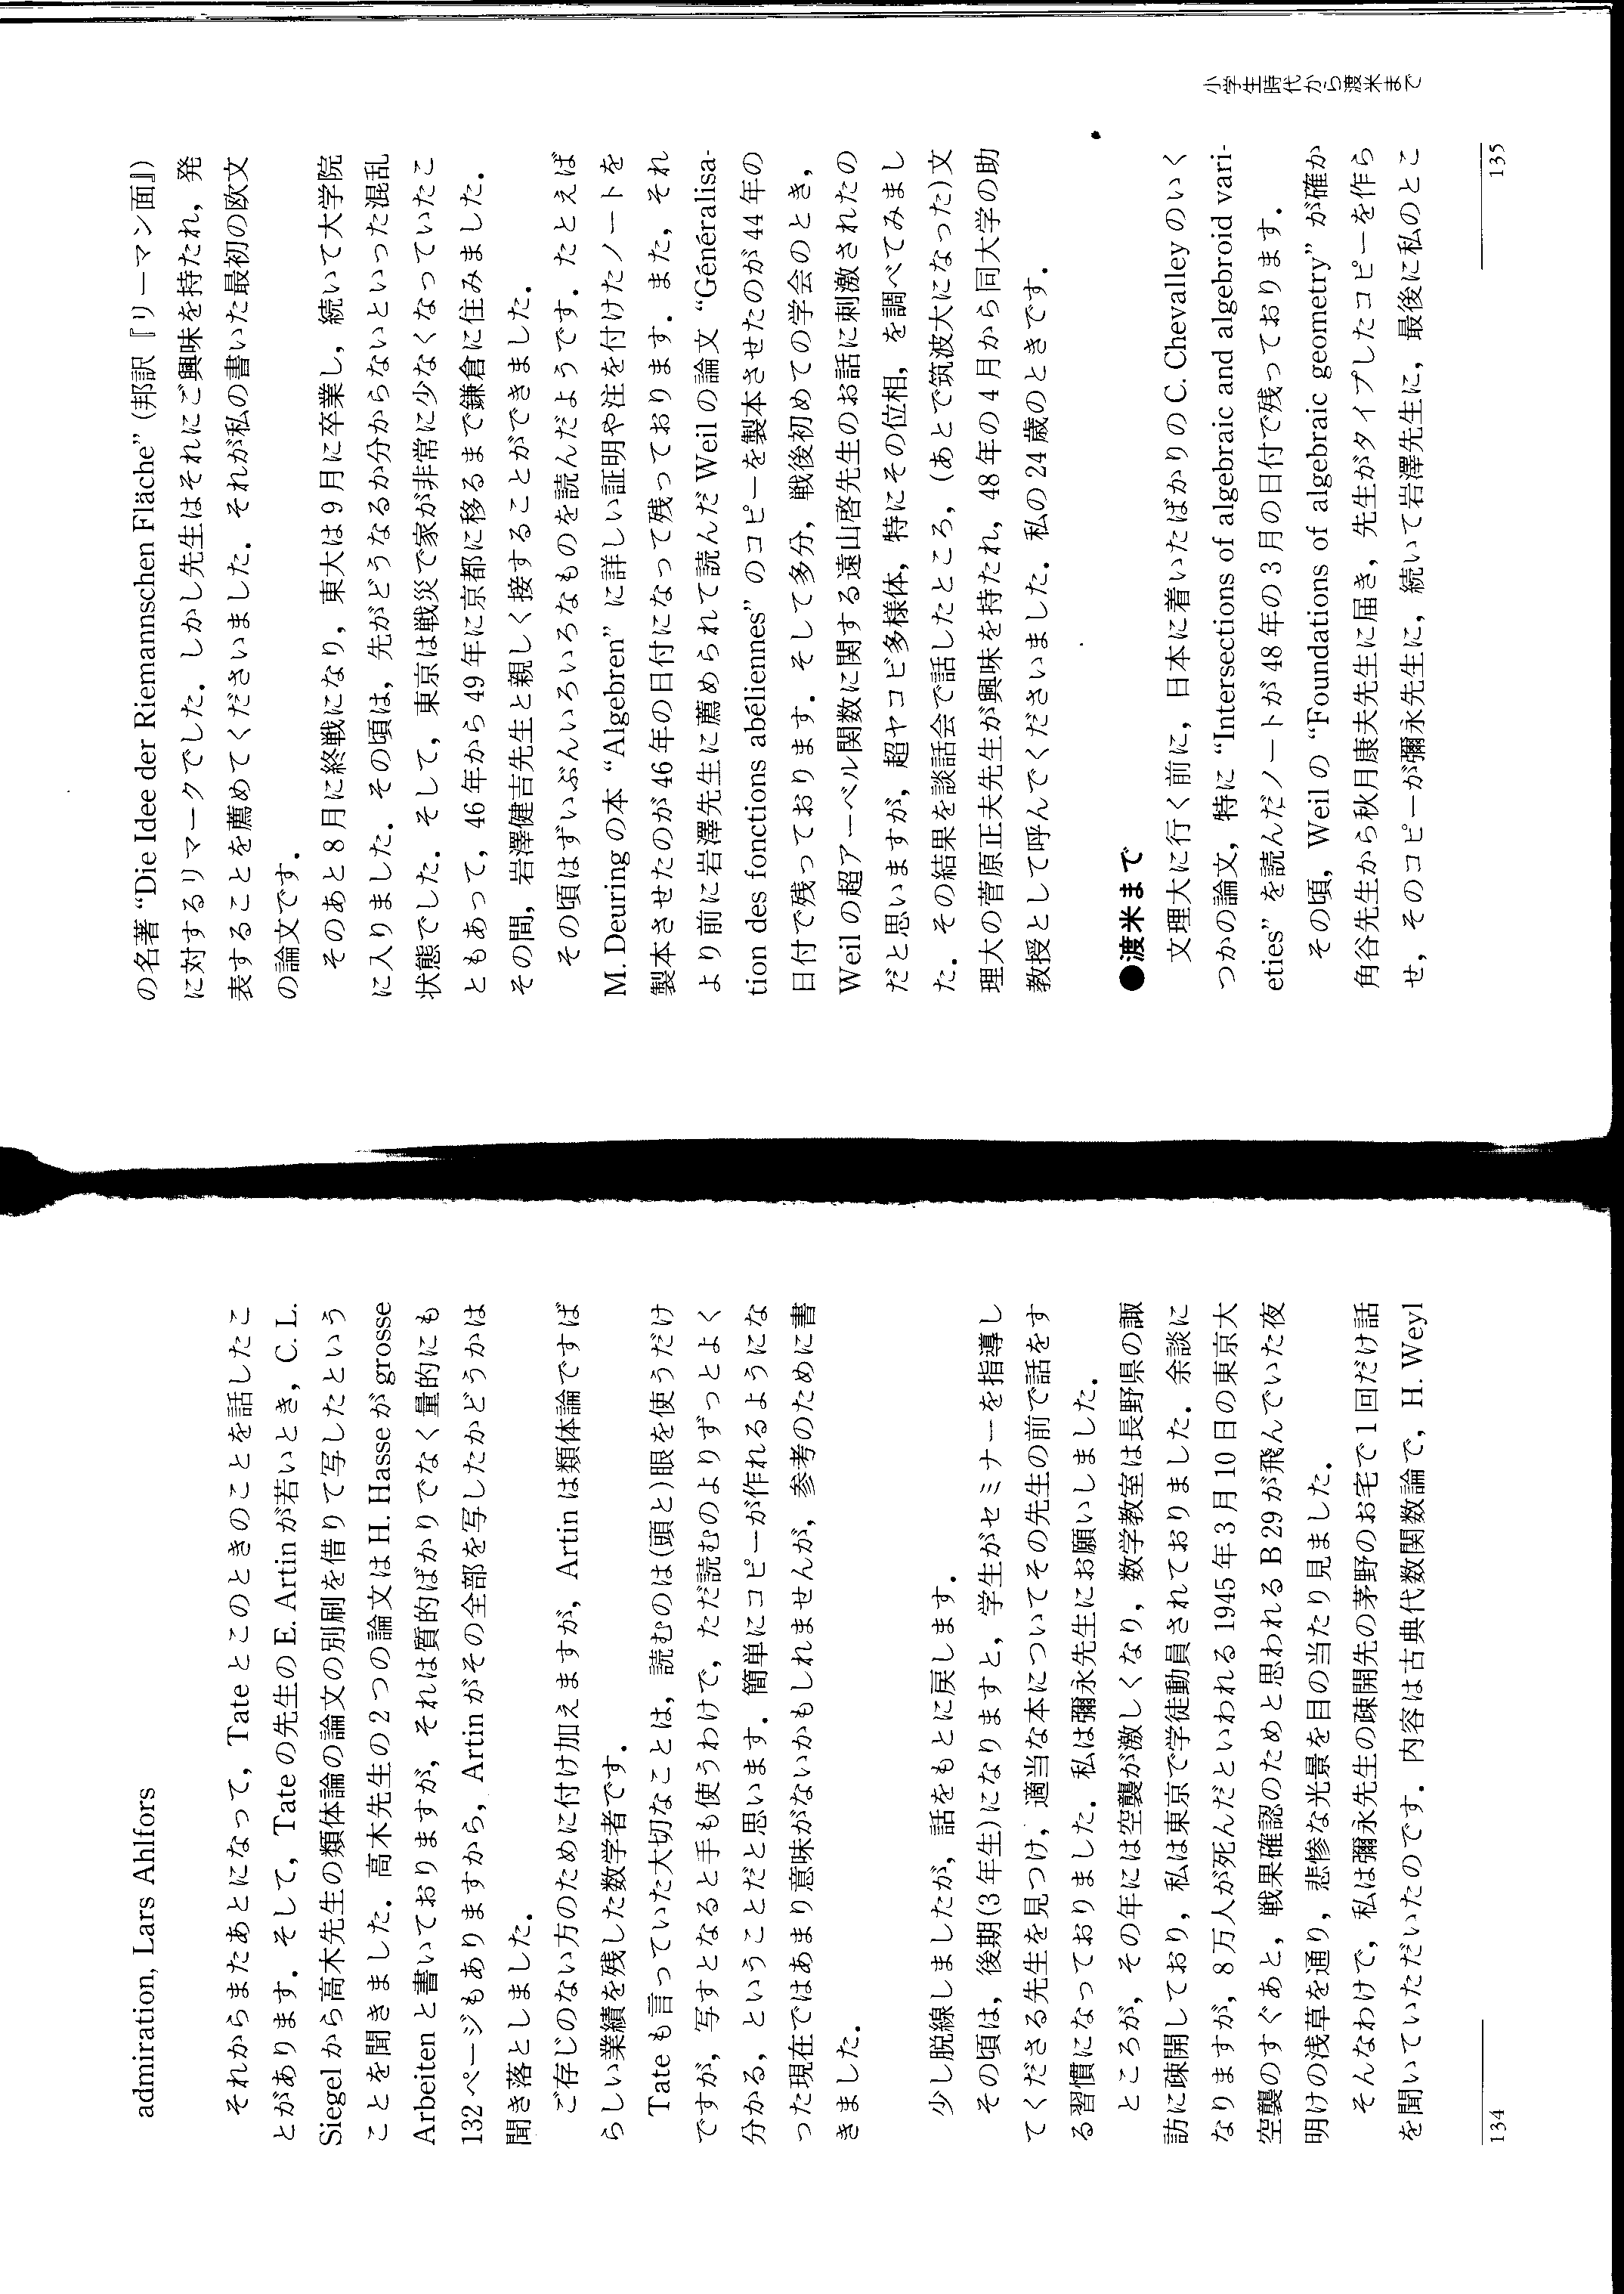 admiration, Lars Ahlfors
それからまたあとになって，Tate とこのときのことを話したこ
とがあります．そして，Tate の先生の E. Artin が若いとき，C. L.
Siegel から高木先生の類体論の論文の別刷を借りて写したという
ことを聞きました．高木先生の 2 つの論文は H. Hasse が grosse
Arbeiten と書いておりますが，それは質的ばかりでなく量的にも
132 ページもありますから，Artin がその全部を写したかどうかは
聞き落としました．
ご存じのない方のために付け加えますが，Artin は類体論ですば
らしい業績を残した数学者です．
Tate も言っていた大切なことは，読むのは(頭と)眼を使うだけ
ですが，写すとなると手も使うわけで，ただ読むのよりずっとよく
分かる，ということだと思います．簡単にコピーが作れるようにな
った現在ではあまり意味がないかもしれませんが，参考のために書
きました．
少し脱線しましたが，話をもとに戻します．
その頃は，後期(3 年生)になりますと，学生がセミナーを指導し
てくださる先生を見つけ，適当な本についてその先生の前で話をす
る習慣になっておりました．私は彌永先生にお願いしました．
ところが，その年には空襲が激しくなり，数学教室は長野県の諏
訪に疎開しており，私は東京で学徒動員されておりました．余談に
なりますが，8 万人が死んだといわれる 1945 年 3 月 10 日の東京大
空襲のすぐあと，戦果確認のためと思われる B 29 が飛んでいた夜
明けの浅草を通り，悲惨な光景を目の当たり見ました．
そんなわけで，私は彌永先生の疎開先の茅野のお宅で 1 回だけ話
を聞いていただいたのです．内容は古典代数関数論で，H. Weyl
134
の名著 “Die Idee der Riemannschen Fläche” (邦訳『リーマン面』)
に対するリマークでした．しかし先生はそれにご興味を持たれ，発
表することを薦めてくださいました．それが私の書いた最初の欧文
の論文です．
そのあと 8 月に終戦になり，東大は 9 月に卒業し，続いて大学院
に入りました．その頃は，先がどうなるか分からないといった混乱
状態でした．そして，東京は戦災で家が非常に少なくなっていたこ
ともあって，46 年から 49 年に京都に移るまで鎌倉に住みました．
その間，岩澤健吉先生と親しく接することができました．
その頃はずいぶんいろいろなものを読んだようです．たとえば
M. Deuring の本 “Algebren” に詳しい証明や注を付けたノートを
製本させたのが 46 年の日付になって残っております．また，それ
より前に岩澤先生に薦められて読んだ Weil の論文 “Généralisa-
tion des fonctions abéliennes” のコピーを製本させたのが 44 年の
日付で残っております．そして多分，戦後初めての学会のとき，
Weil の超アーベル関数に関する遠山啓先生のお話に刺激されたの
だと思いますが，超ヤコビ多様体，特にその位相，を調べてみまし
た．その結果を談話会で話したところ，(あとで筑波大になった)文
理大の菅原正夫先生が興味を持たれ，48 年の 4 月から同大学の助
教授として呼んでくださいました．私の 24 歳のときです．
●渡米まで
文理大に行く前に，日本に着いたばかりの C. Chevalley のいく
つかの論文，特に “Intersections of algebraic and algebroid vari-
eties” を読んだノートが 48 年の 3 月の日付で残っております．
その頃，Weil の “Foundations of algebraic geometry” が確か
角谷先生から秋月康夫先生に届き，先生がタイプしたコピーを作ら
せ，そのコピーが彌永先生に，続いて岩澤先生に，最後に私のとこ
小学生時代から渡米まで
135